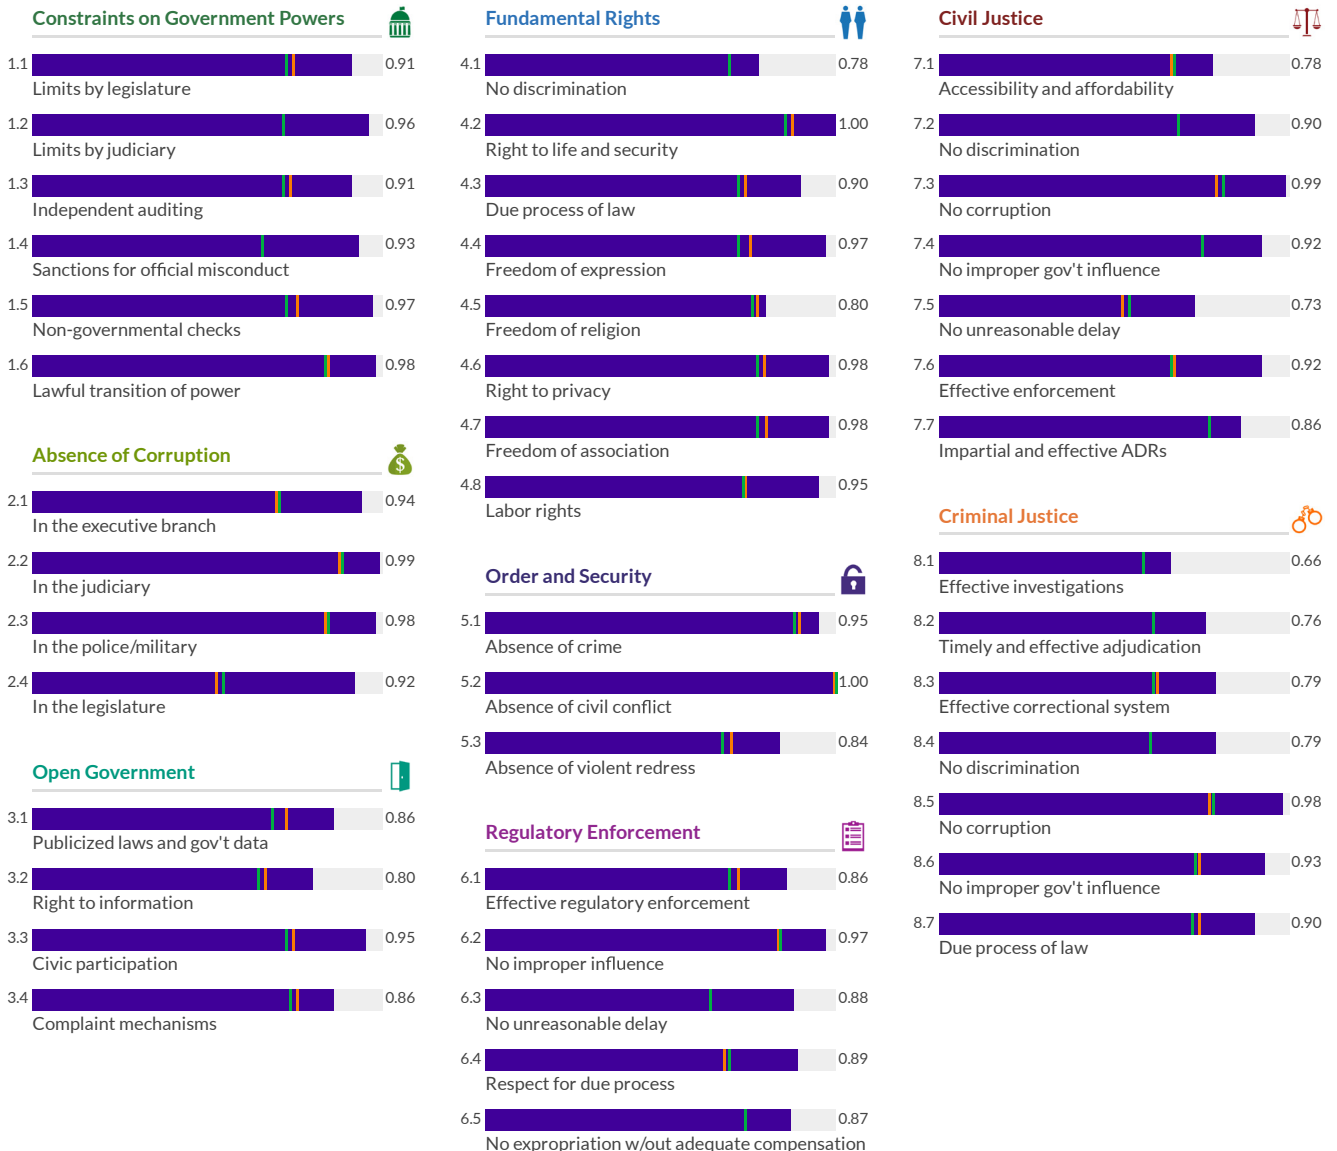 Constraints on Government Powers
1.1 0.91
Limits by legislature
1.2 0.96
Limits by judiciary
1.3 0.91
Independent auditing
1.4 0.93
Sanctions for official misconduct
1.5 0.97
Non-governmental checks
1.6 0.98
Lawful transition of power
Absence of Corruption
$
2.1 0.94
In the executive branch
2.2 0.99
In the judiciary
2.3 0.98
In the police/military
2.4 0.92
In the legislature
Open Government
3.1 0.86
Publicized laws and gov't data
3.2 0.80
Right to information
3.3 0.95
Civic participation
3.4 0.86
Complaint mechanisms
Fundamental Rights
4.1 0.78
No discrimination
4.2 1.00
Right to life and security
4.3 0.90
Due process of law
4.4 0.97
Freedom of expression
4.5 0.80
Freedom of religion
4.6 0.98
Right to privacy
4.7 0.98
Freedom of association
4.8 0.95
Labor rights
Order and Security
5.1 0.95
Absence of crime
5.2 1.00
Absence of civil conflict
5.3 0.84
Absence of violent redress
Regulatory Enforcement
6.1 0.86
Effective regulatory enforcement
6.2 0.97
No improper influence
6.3 0.88
No unreasonable delay
6.4 0.89
Respect for due process
6.5 0.87
No expropriation w/out adequate compensation
Civil Justice
7.1 0.78
Accessibility and affordability
7.2 0.90
No discrimination
7.3 0.99
No corruption
7.4 0.92
No improper gov't influence
7.5 0.73
No unreasonable delay
7.6 0.92
Effective enforcement
7.7 0.86
Impartial and effective ADRs
Criminal Justice
8.1 0.66
Effective investigations
8.2 0.76
Timely and effective adjudication
8.3 0.79
Effective correctional system
8.4 0.79
No discrimination
8.5 0.98
No corruption
8.6 0.93
No improper gov't influence
8.7 0.90
Due process of law